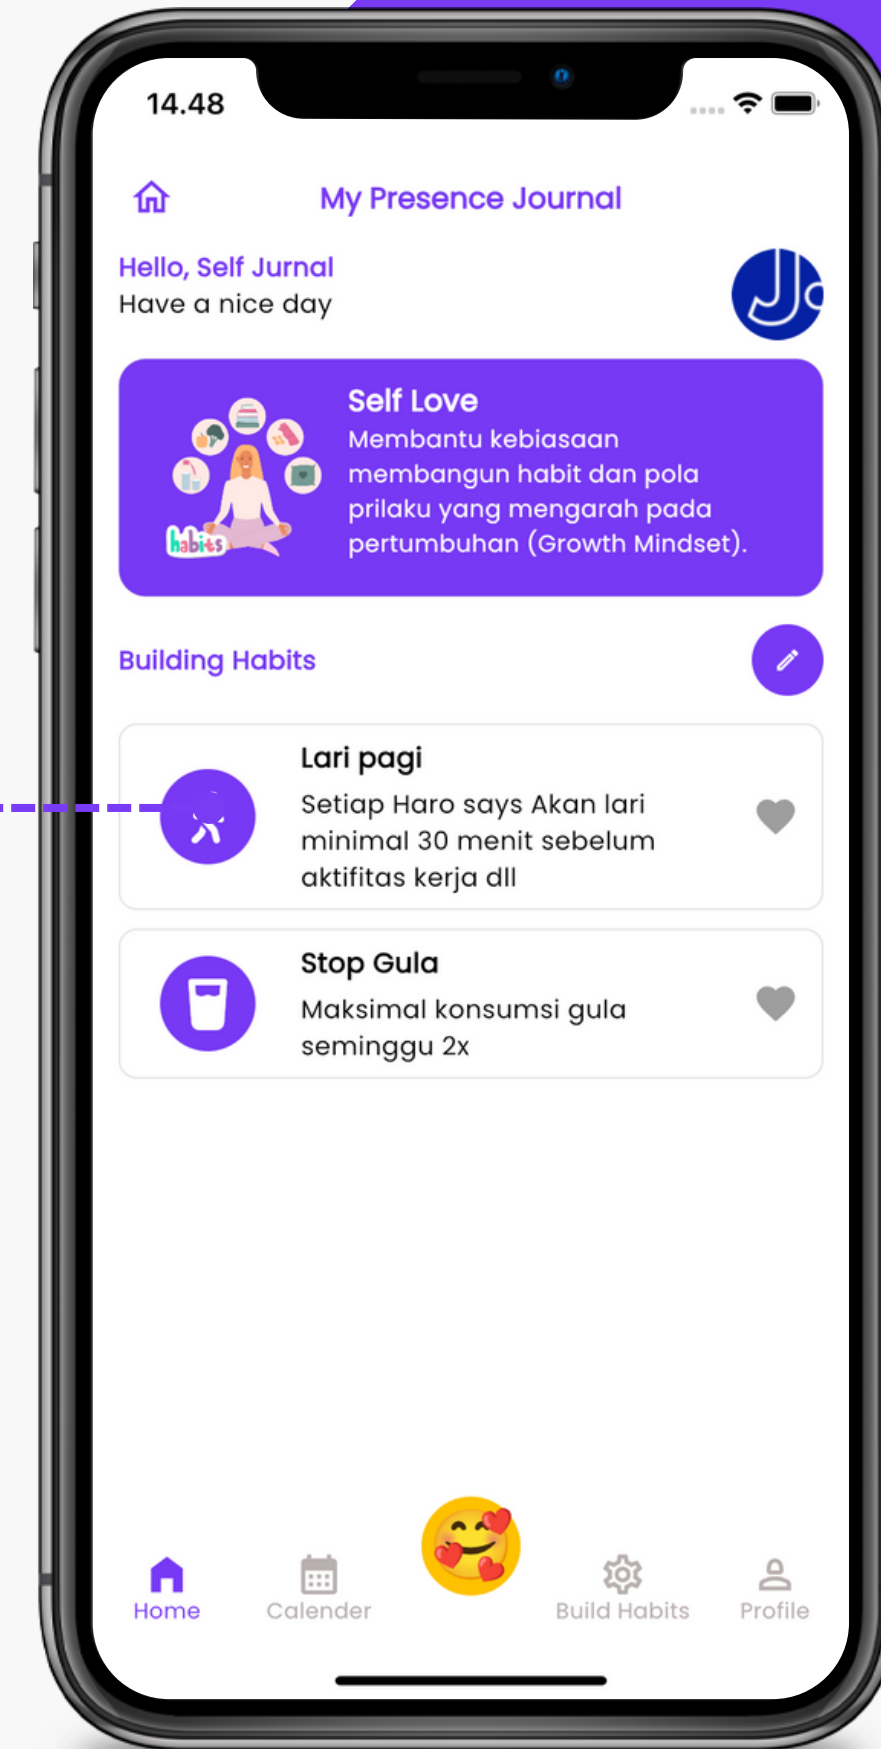 14.48
My Presence Journal
Hello, Self Jurnal
Have a nice day
Jo
Self Love
Membantu kebiasaan
membangun habit dan pola
prilaku yang mengarah pada
pertumbuhan (Growth Mindset).
habits
Building Habits
Lari pagi
Setiap Haro says Akan lari
minimal 30 menit sebelum
aktifitas kerja dll
Stop Gula
Maksimal konsumsi gula
seminggu 2x
Home
Calender
Build Habits
Profile